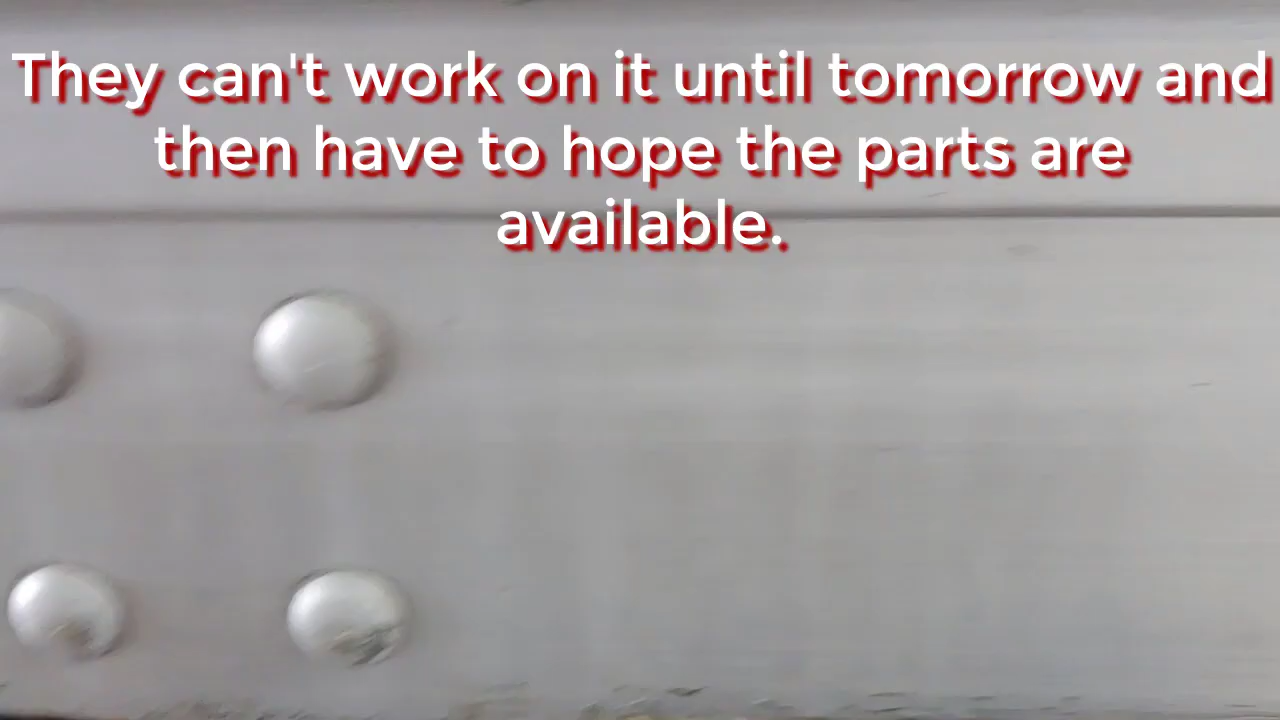 They can't work on it until tomorrow and
then have to hope the parts are
available.